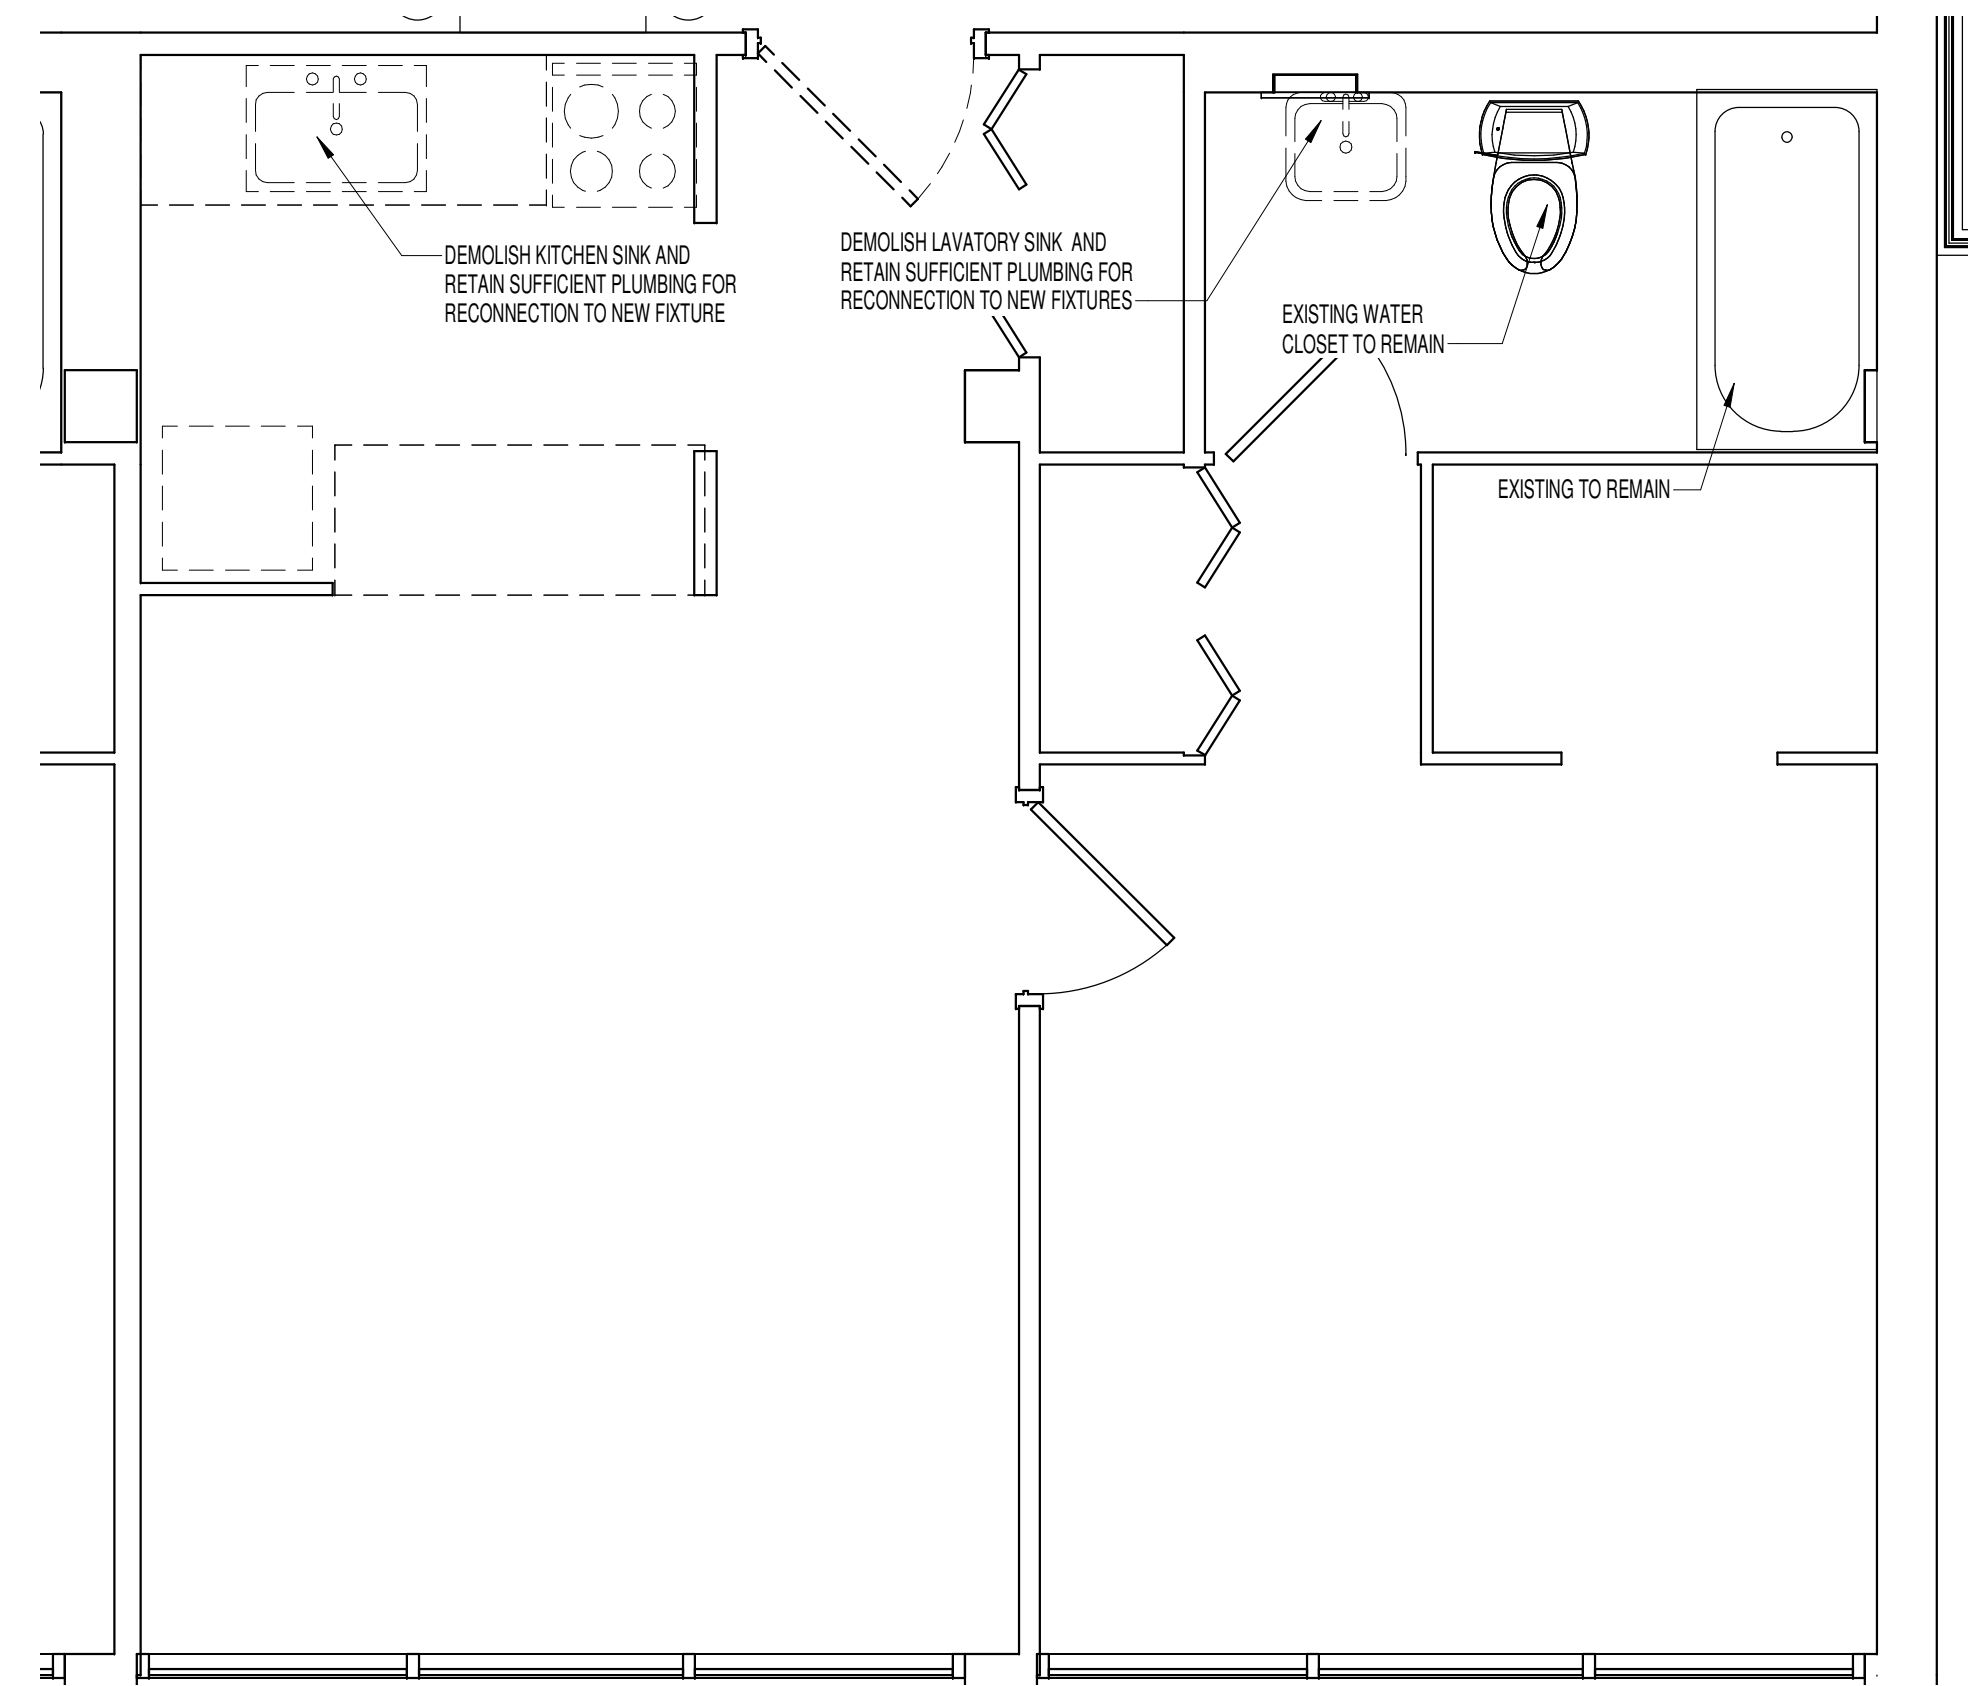 DEMOLISH KITCHEN SINK AND
RETAIN SUFFICIENT PLUMBING FOR
RECONNECTION TO NEW FIXTURE
DEMOLISH LAVATORY SINK AND
RETAIN SUFFICIENT PLUMBING FOR
RECONNECTION TO NEW FIXTURES
EXISTING WATER
CLOSET TO REMAIN
EXISTING TO REMAIN